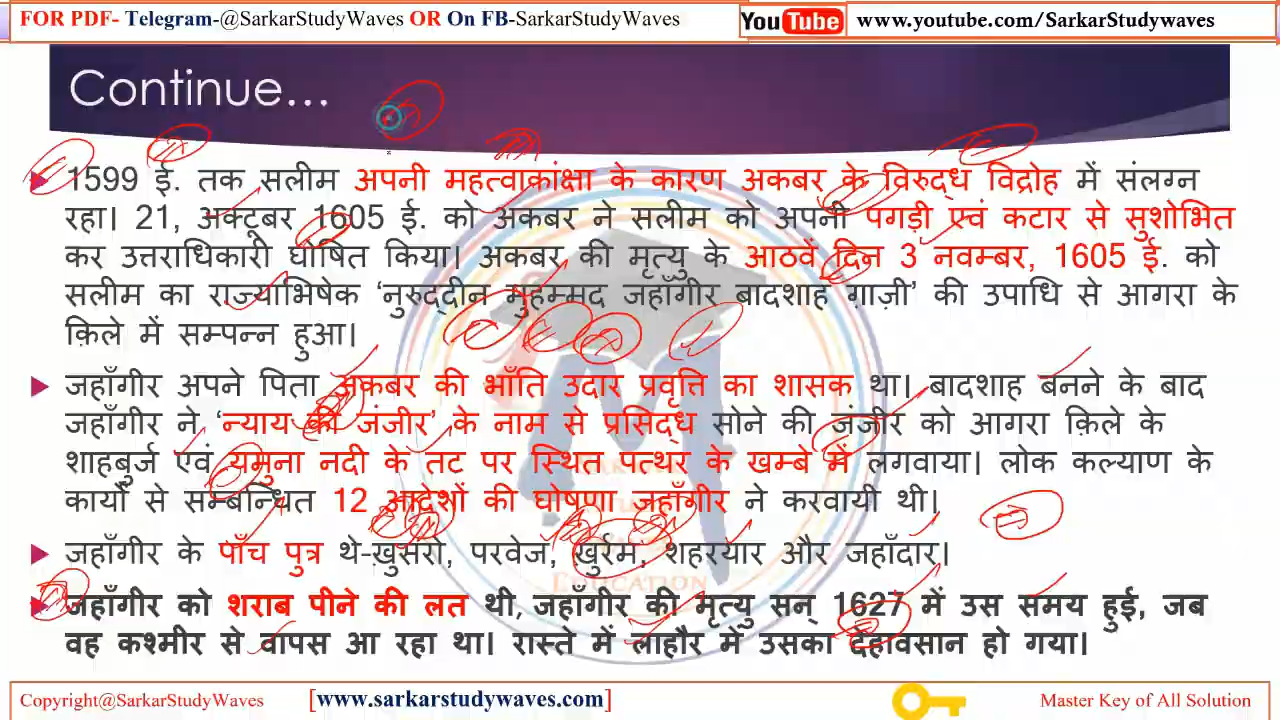 FOR PDF- Telegram-@SarkarStudyWaves OR On FB-SarkarStudyWaves
YouTube
www.youtube.com/SarkarStudywaves
Continue…
1599 ई. तक सलीम अपनी महत्वाकांक्षा के कारण अकबर के विरुद्ध विद्रोह में संलग्न
रहा। 21, अक्टूबर 1605 ई. को अकबर ने सलीम को अपनी पगड़ी एवं कटार से सुशोभित
कर उत्तराधिकारी घोषित किया। अकबर की मृत्यु के आठवें दिन 3 नवम्बर, 1605 ई. को
सलीम का राज्याभिषेक ‘नुरुद्दीन मुहम्मद जहाँगीर बादशाह ग़ाज़ी’ की उपाधि से आगरा के
क़िले में सम्पन्न हुआ।
जहाँगीर अपने पिता अकबर की भाँति उदार प्रवृत्ति का शासक था। बादशाह बनने के बाद
जहाँगीर ने ‘न्याय की जंजीर’ के नाम से प्रसिद्ध सोने की जंजीर को आगरा क़िले के
शाहबुर्ज एवं यमुना नदी के तट पर स्थित पत्थर के खम्बे में लगवाया। लोक कल्याण के
कार्यों से सम्बन्धित 12 आदेशों की घोषणा जहाँगीर ने करवायी थी।
जहाँगीर के पाँच पुत्र थे-ख़ुसरो, परवेज, ख़ुर्रम, शहरयार और जहाँदार।
जहाँगीर को शराब पीने की लत थी, जहाँगीर की मृत्यु सन् 1627 में उस समय हुई, जब
वह कश्मीर से वापस आ रहा था। रास्ते में लाहौर में उसका देहावसान हो गया।
EDUCATION
Copyright@SarkarStudyWaves
[www.sarkarstudywaves.com]
Master Key of All Solution